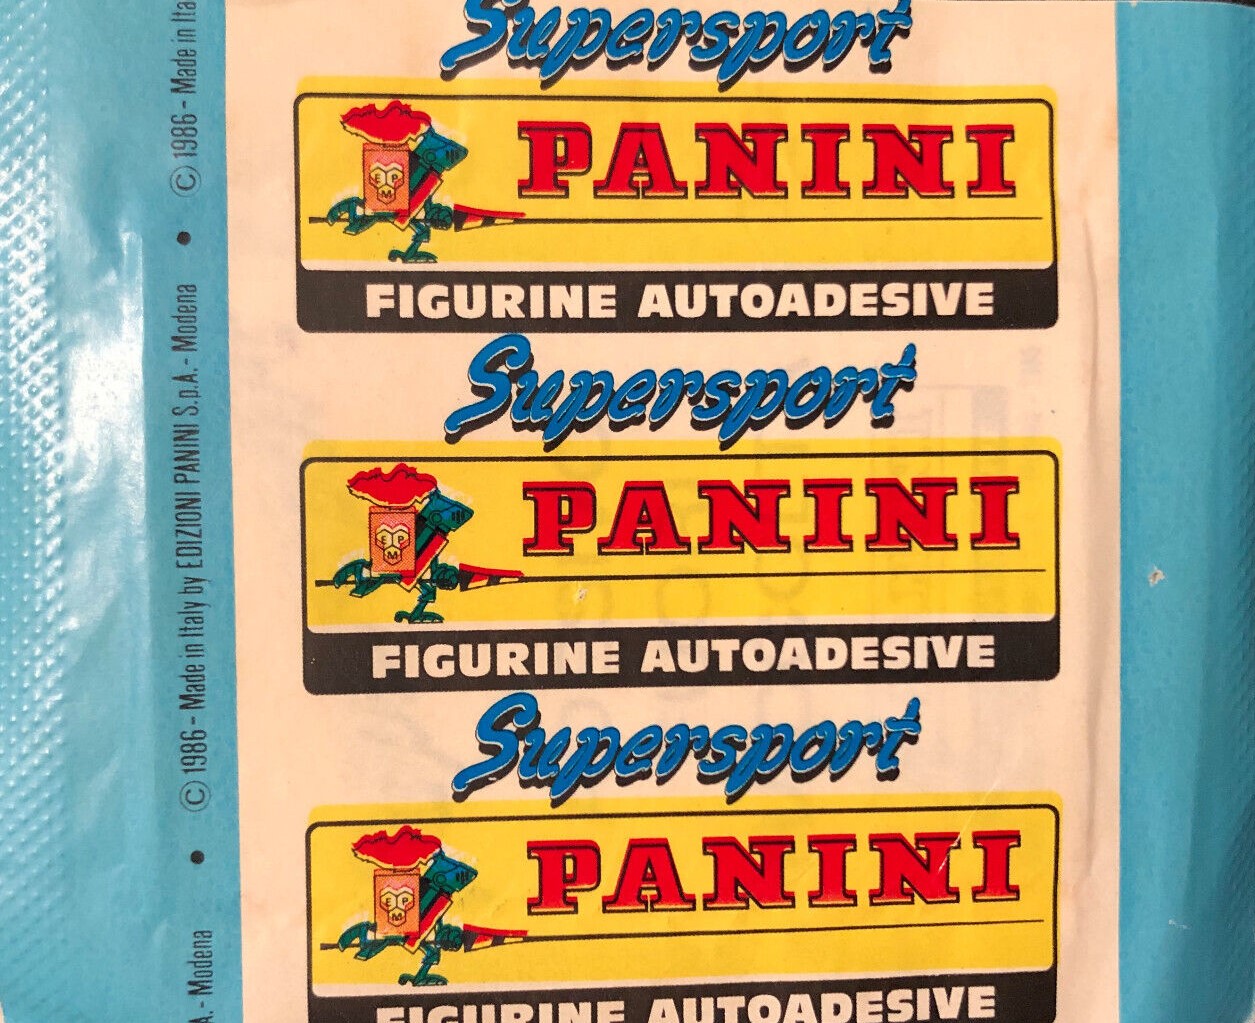 Supersport
PANINI
E P
M
FIGURINE AUTOADESIVE
Supersport
PANINI
E P
M
FIGURINE AUTOADESIVE
Supersport
PANINI
E P
M
FIGURINE AUTOADESIVE
A. - Modena • © 1986 - Made in Italy by EDIZIONI PANINI S.p.A. - Modena • © 1986 - Made in Ita